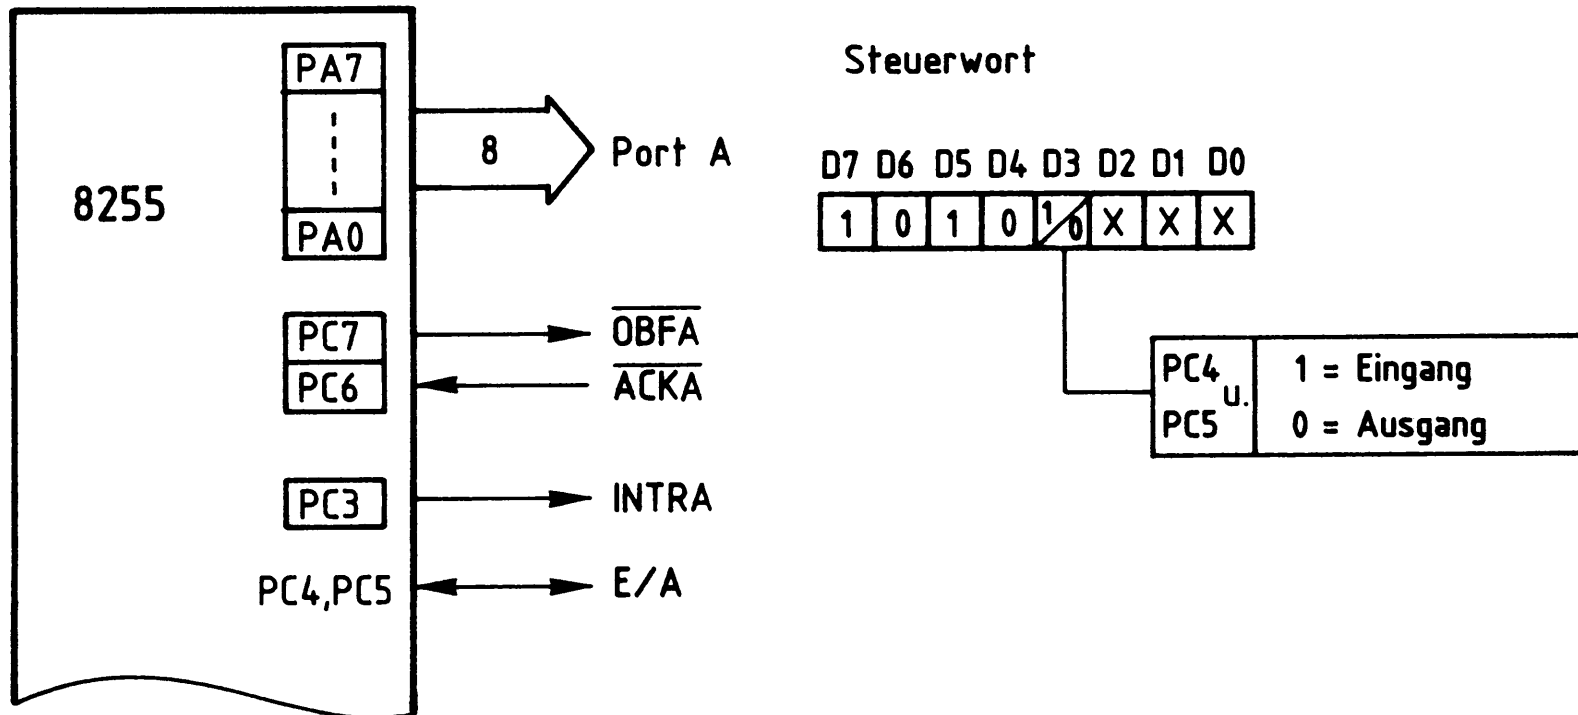 8255
PA7
PA0
8
Port A
PC7
PC6
OBFA
ACKA
PC3
INTRA
PC4,PC5
E/A
Steuerwort
D7 D6 D5 D4 D3 D2 D1 D0
1 0 1 0 1/0 X X X
PC4 u. PC5
1 = Eingang
0 = Ausgang